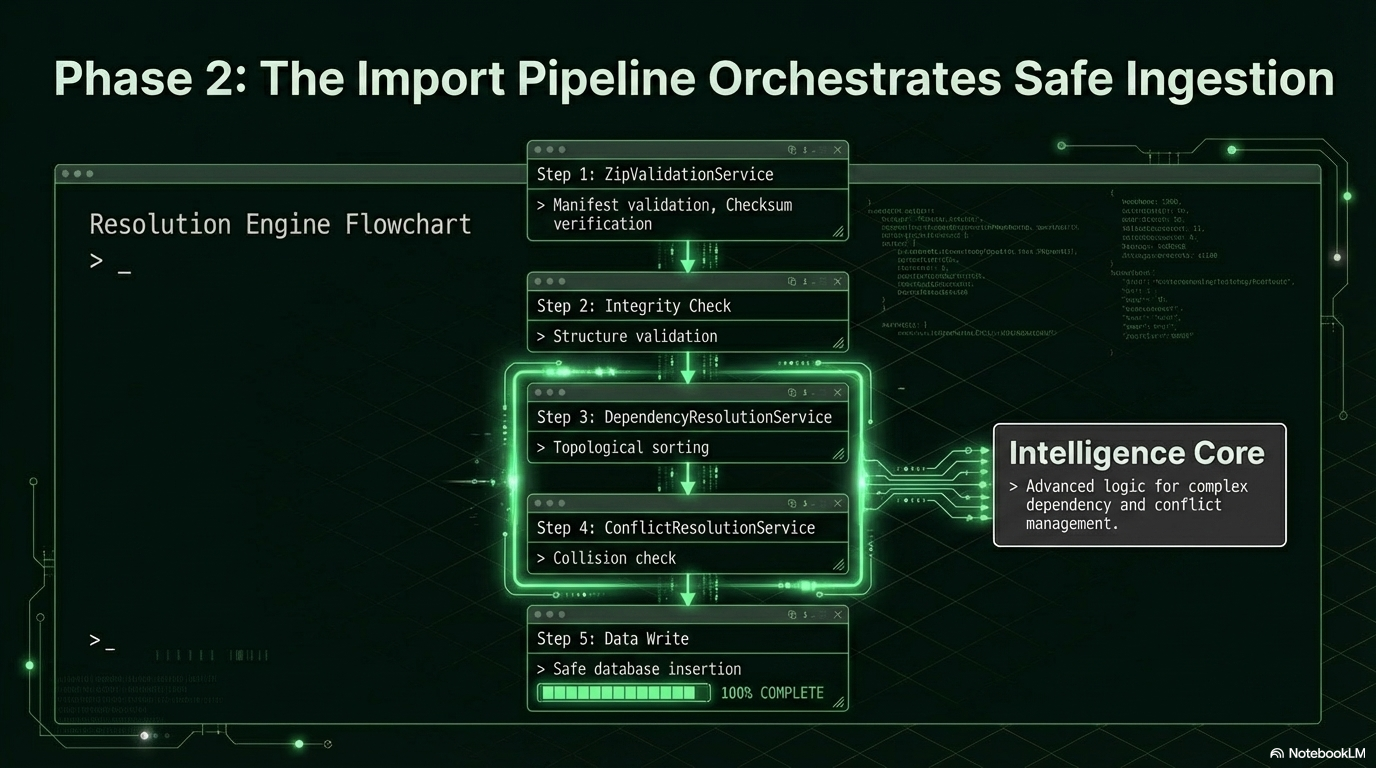 Phase 2: The Import Pipeline Orchestrates Safe Ingestion
Resolution Engine Flowchart
> _
Step 1: ZipValidationService
> Manifest validation, Checksum
verification
Step 2: Integrity Check
> Structure validation
Step 3: DependencyResolutionService
> Topological sorting
Step 4: ConflictResolutionService
> Collision check
Step 5: Data Write
> Safe database insertion
100% COMPLETE
Intelligence Core
> Advanced logic for complex
dependency and conflict
management.
>_
NotebookLM